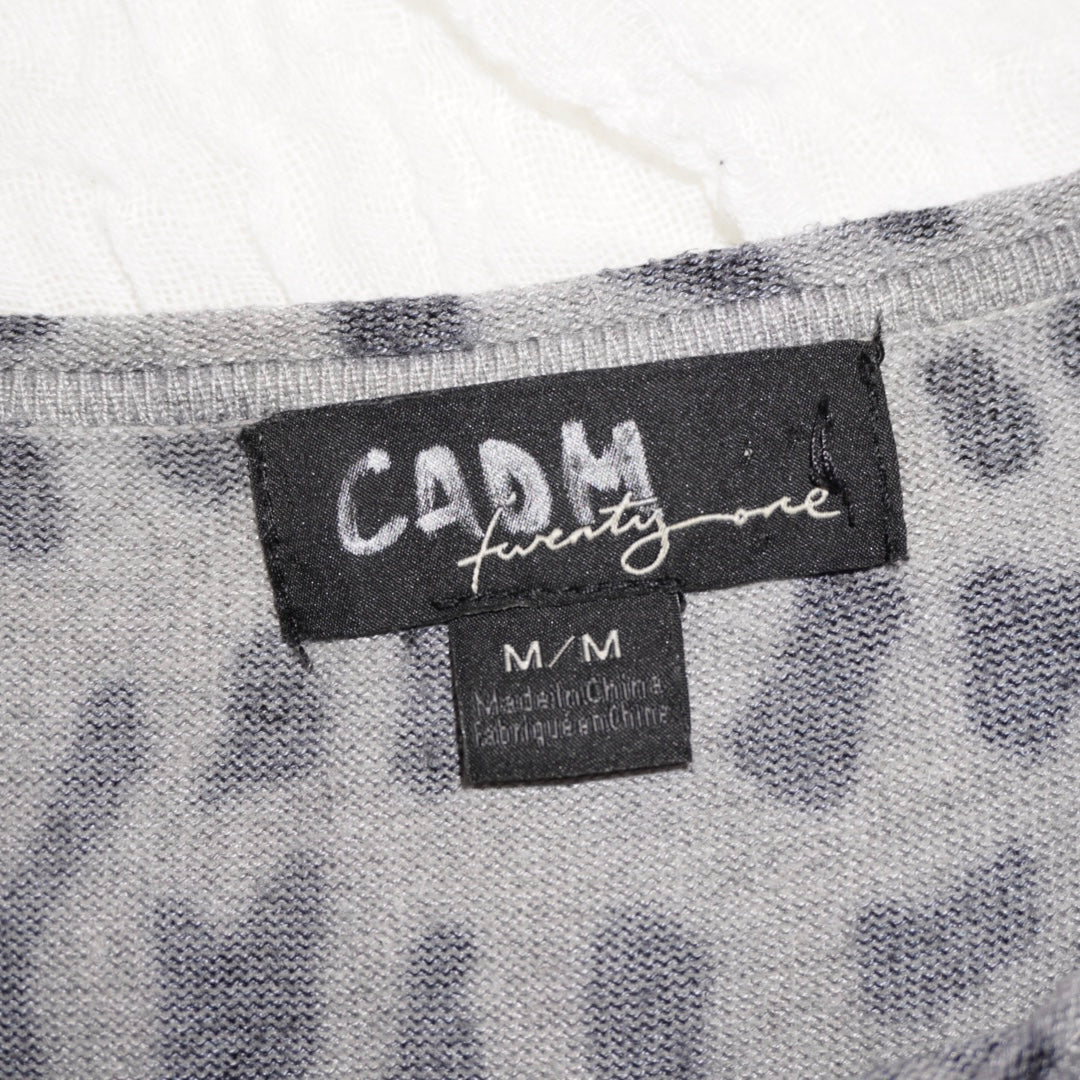 CADM
twenty one
M/M
Made in China
Fabriqué en Chine